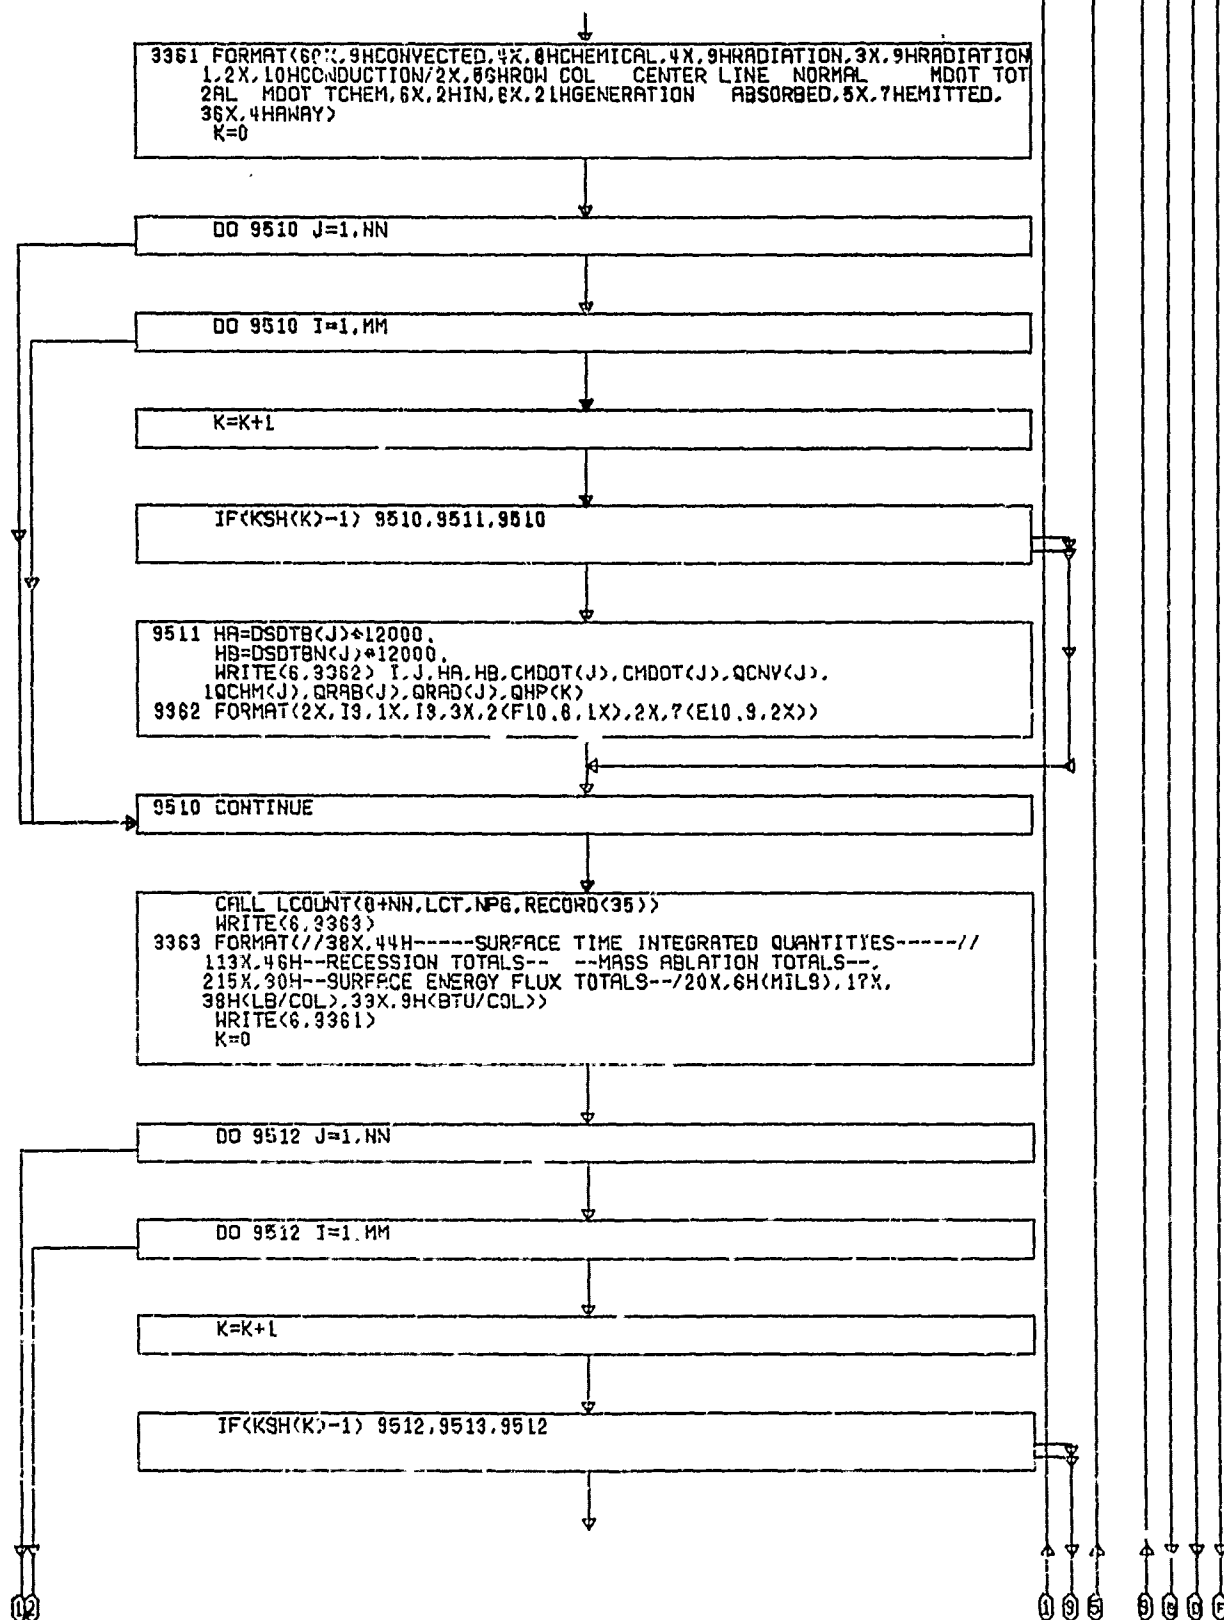 3361 FORMAT(60X,9HCONVECTED,4X,8HCHEMICAL,4X,9HRADIATION,3X,9HRADIATION
1,2X,10HCONDUCTION/2X,56HROW COL CENTER LINE NORMAL MDOT TOT
2AL MDOT TCHEM,6X,2HIN,8X,21HGENERATION ABSORBED,5X,7HEMITTED,
36X,4HAWAY)
K=0
DO 9510 J=1,NN
DO 9510 I=1,MM
K=K+1
IF(KSH(K)-1) 9510,9511,9510
9511 HA=DSDTB(J)*12000.
HB=DSDTBN(J)*12000.
WRITE(6,3362) I,J,HA,HB,CMDOT(J),CMDOT(J),QCNV(J),
1QCHM(J),QRAB(J),QRAD(J),QHP(K)
3362 FORMAT(2X,I3,1X,I3,3X,2(F10.6,1X),2X,7(E10.3,2X))
9510 CONTINUE
CALL LCOUNT(8+NN,LCT,NPG,RECORD(35))
WRITE(6,3363)
3363 FORMAT(//38X,44H-----SURFACE TIME INTEGRATED QUANTITIES-----//
113X,46H--RECESSION TOTALS-- --MASS ABLATION TOTALS--,
215X,30H--SURFACE ENERGY FLUX TOTALS--/20X,6H(MILS),17X,
38H(LB/COL),33X,9H(BTU/COL))
WRITE(6,3361)
K=0
DO 9512 J=1,NN
DO 9512 I=1,MM
K=K+1
IF(KSH(K)-1) 9512,9513,9512
1 2 1 3 5 D F